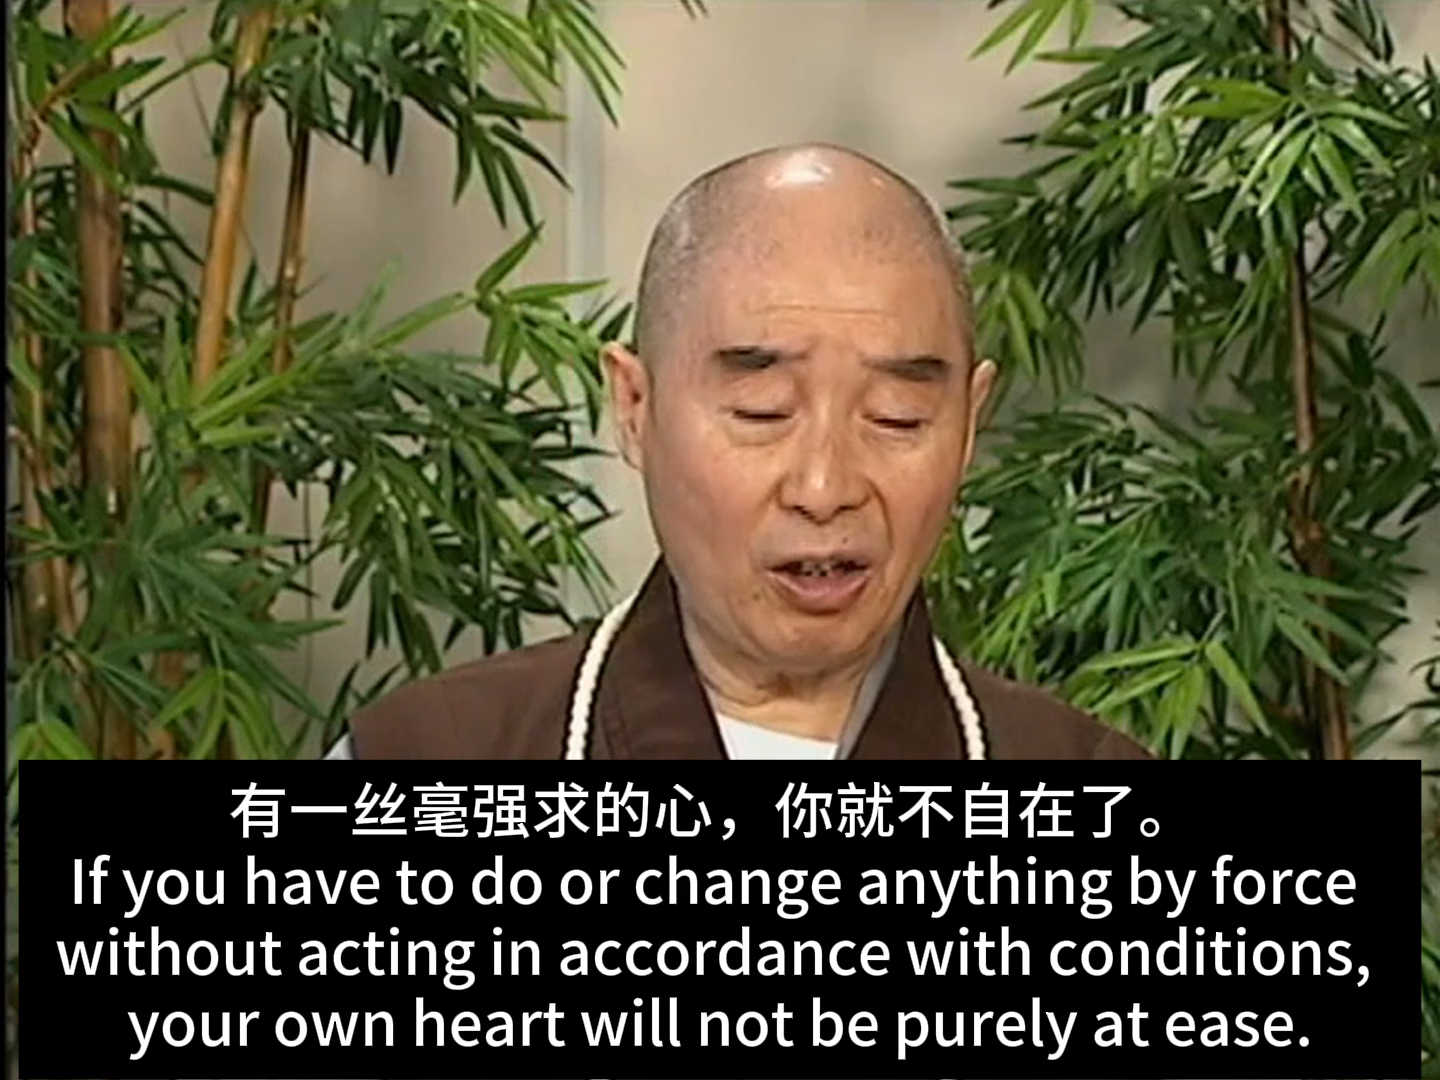 有一丝毫强求的心，你就不自在了。
If you have to do or change anything by force
without acting in accordance with conditions,
your own heart will not be purely at ease.